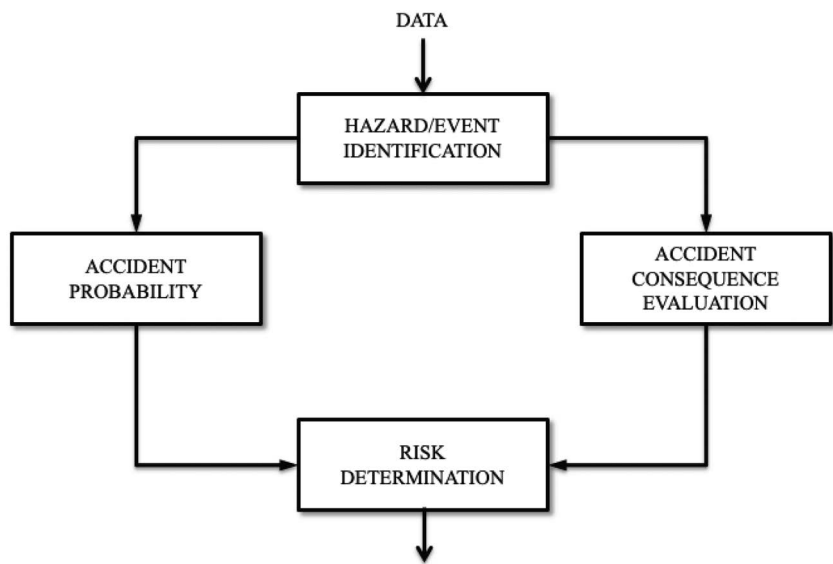 DATA
HAZARD/EVENT
IDENTIFICATION
ACCIDENT
PROBABILITY
ACCIDENT
CONSEQUENCE
EVALUATION
RISK
DETERMINATION